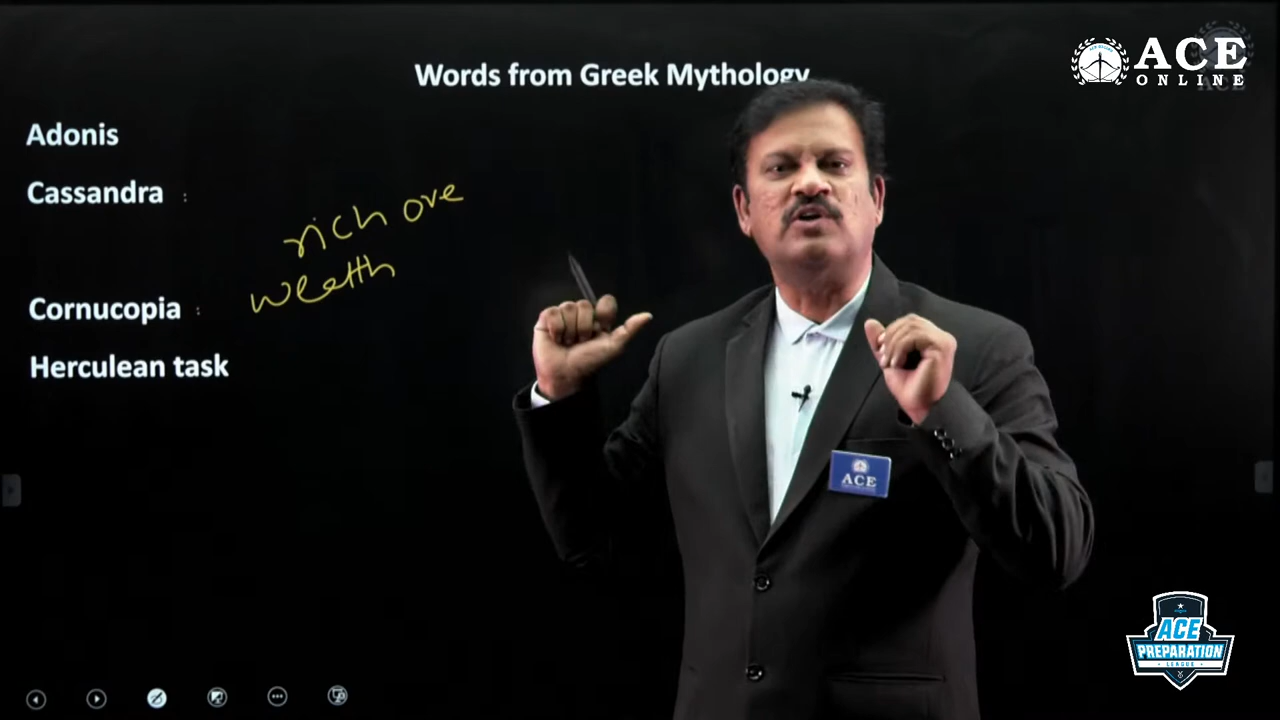 Words from Greek Mythology
ACE
ONLINE
Adonis
Cassandra :
rich ore
wealth
Cornucopia :
Herculean task
ACE
ACE
PREPARATION
LEAGUE